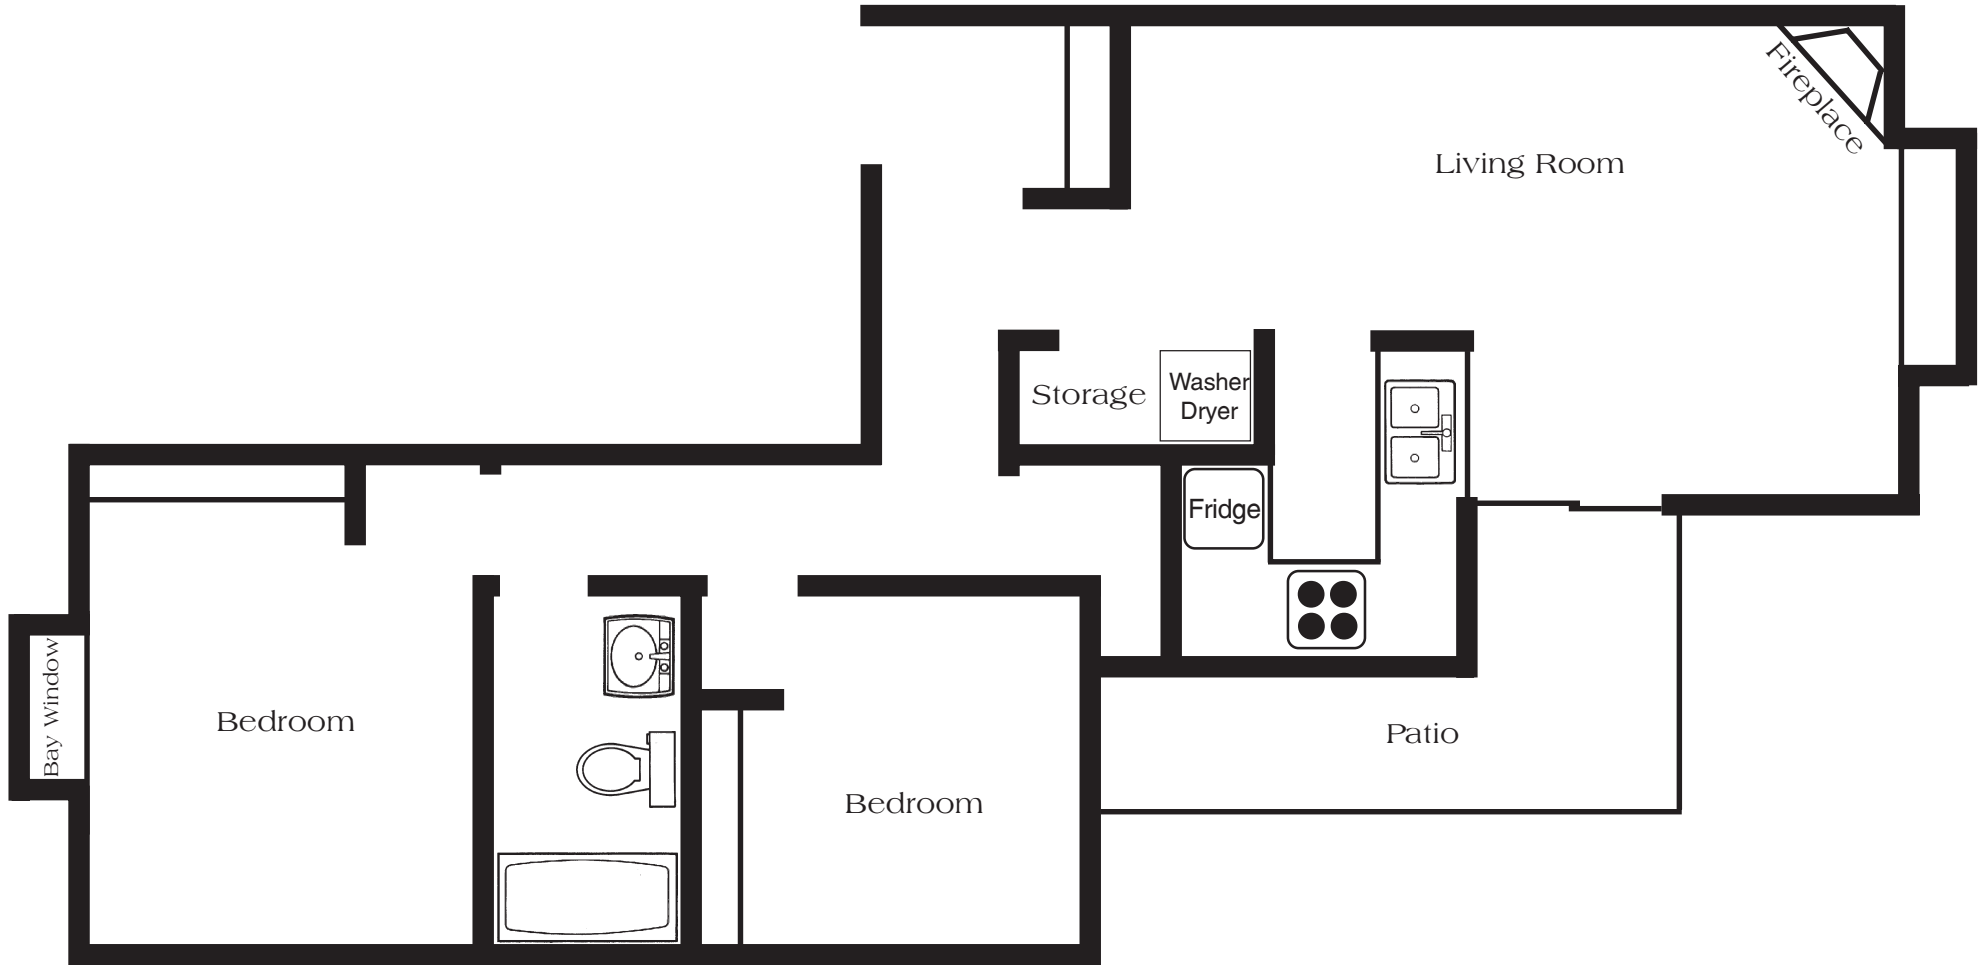 Fireplace
Living Room
Storage
Washer
Dryer
Fridge
Bay Window
Bedroom
Patio
Bedroom